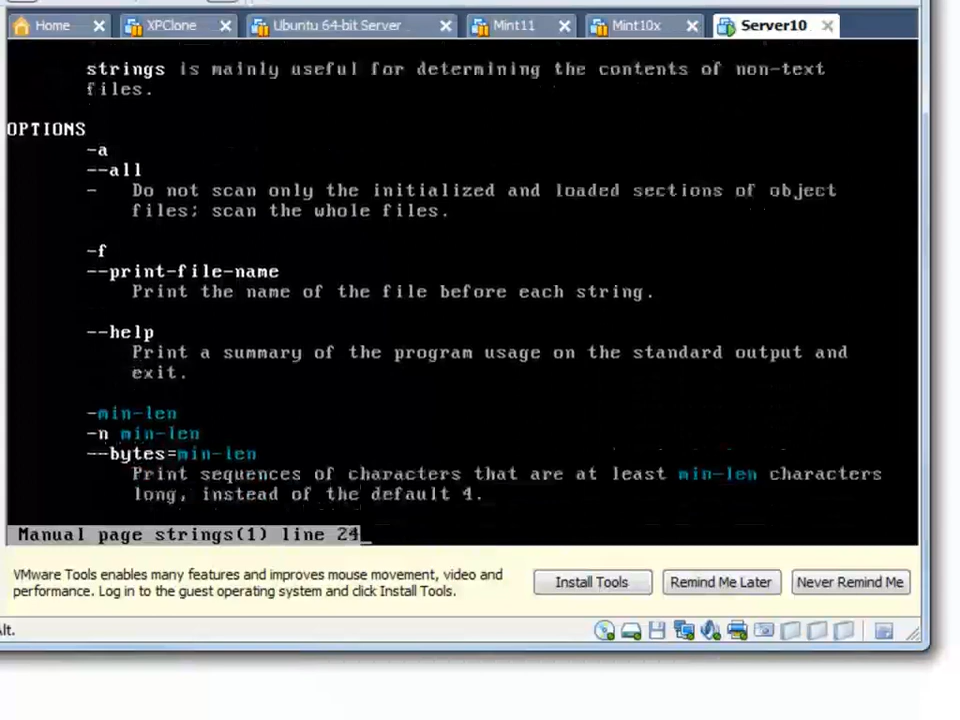 Home XPClone Ubuntu 64-bit Server Mint11 Mint10x Server10
strings is mainly useful for determining the contents of non-text
files.
OPTIONS
-a
--all
- Do not scan only the initialized and loaded sections of object
files; scan the whole files.
-f
--print-file-name
Print the name of the file before each string.
--help
Print a summary of the program usage on the standard output and
exit.
-min-len
-n min-len
--bytes=min-len
Print sequences of characters that are at least min-len characters
long, instead of the default 4.
Manual page strings(1) line 24
VMware Tools enables many features and improves mouse movement, video and
performance. Log in to the guest operating system and click Install Tools.
Install Tools Remind Me Later Never Remind Me
lt.